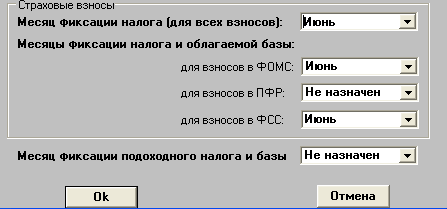 Страховые взносы
Месяц фиксации налога (для всех взносов): Июнь
Месяцы фиксации налога и облагаемой базы:
для взносов в ФОМС: Июнь
для взносов в ПФР: Не назначен
для взносов в ФСС: Июнь
Месяц фиксации подоходного налога и базы Не назначен
Ok Отмена